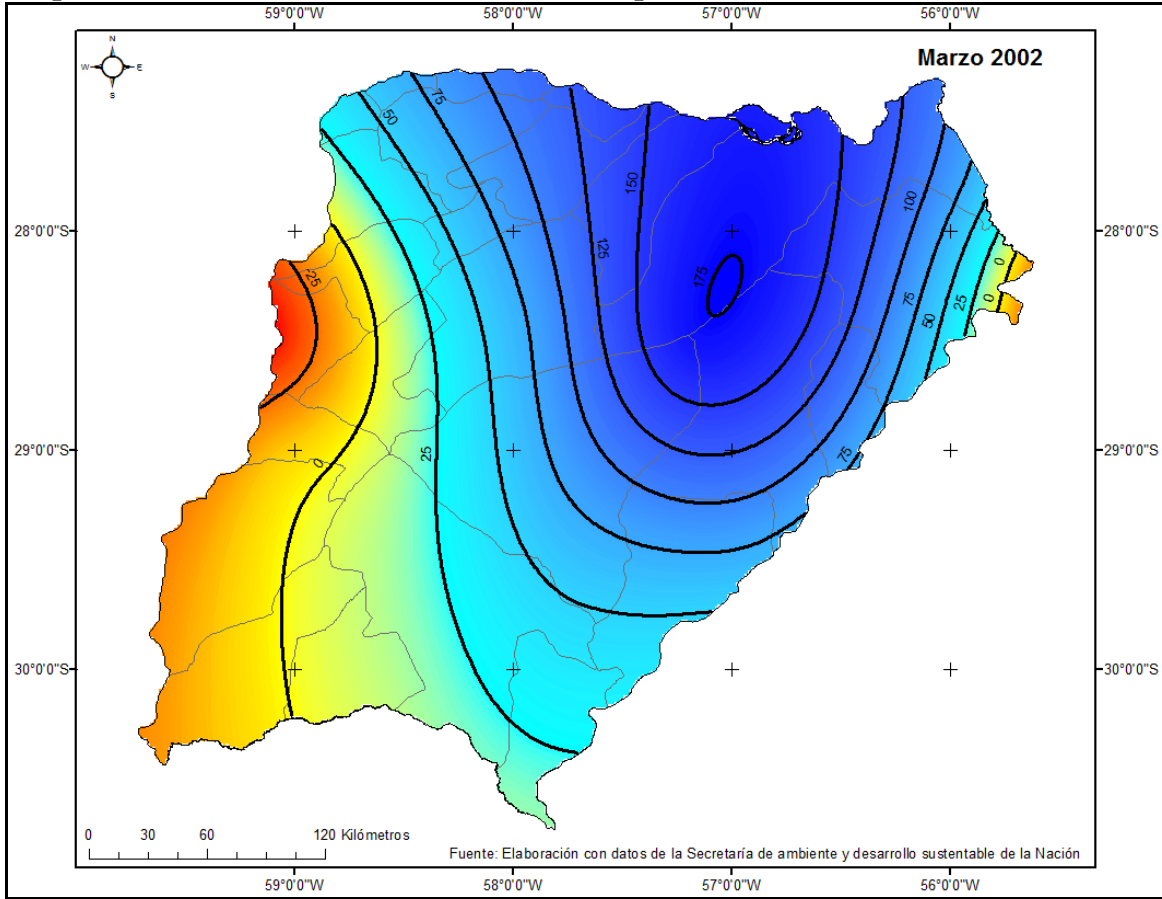 59°0'0"W 58°0'0"W 57°0'0"W 56°0'0"W
Marzo 2002
N
W E
S
28°0'0"S 28°0'0"S
29°0'0"S 29°0'0"S
30°0'0"S 30°0'0"S
50
75
150
125
175
100
75
50
25
0
0
-25
0
25
75
0 30 60 120 Kilómetros
Fuente: Elaboración con datos de la Secretaría de ambiente y desarrollo sustentable de la Nación
59°0'0"W 58°0'0"W 57°0'0"W 56°0'0"W